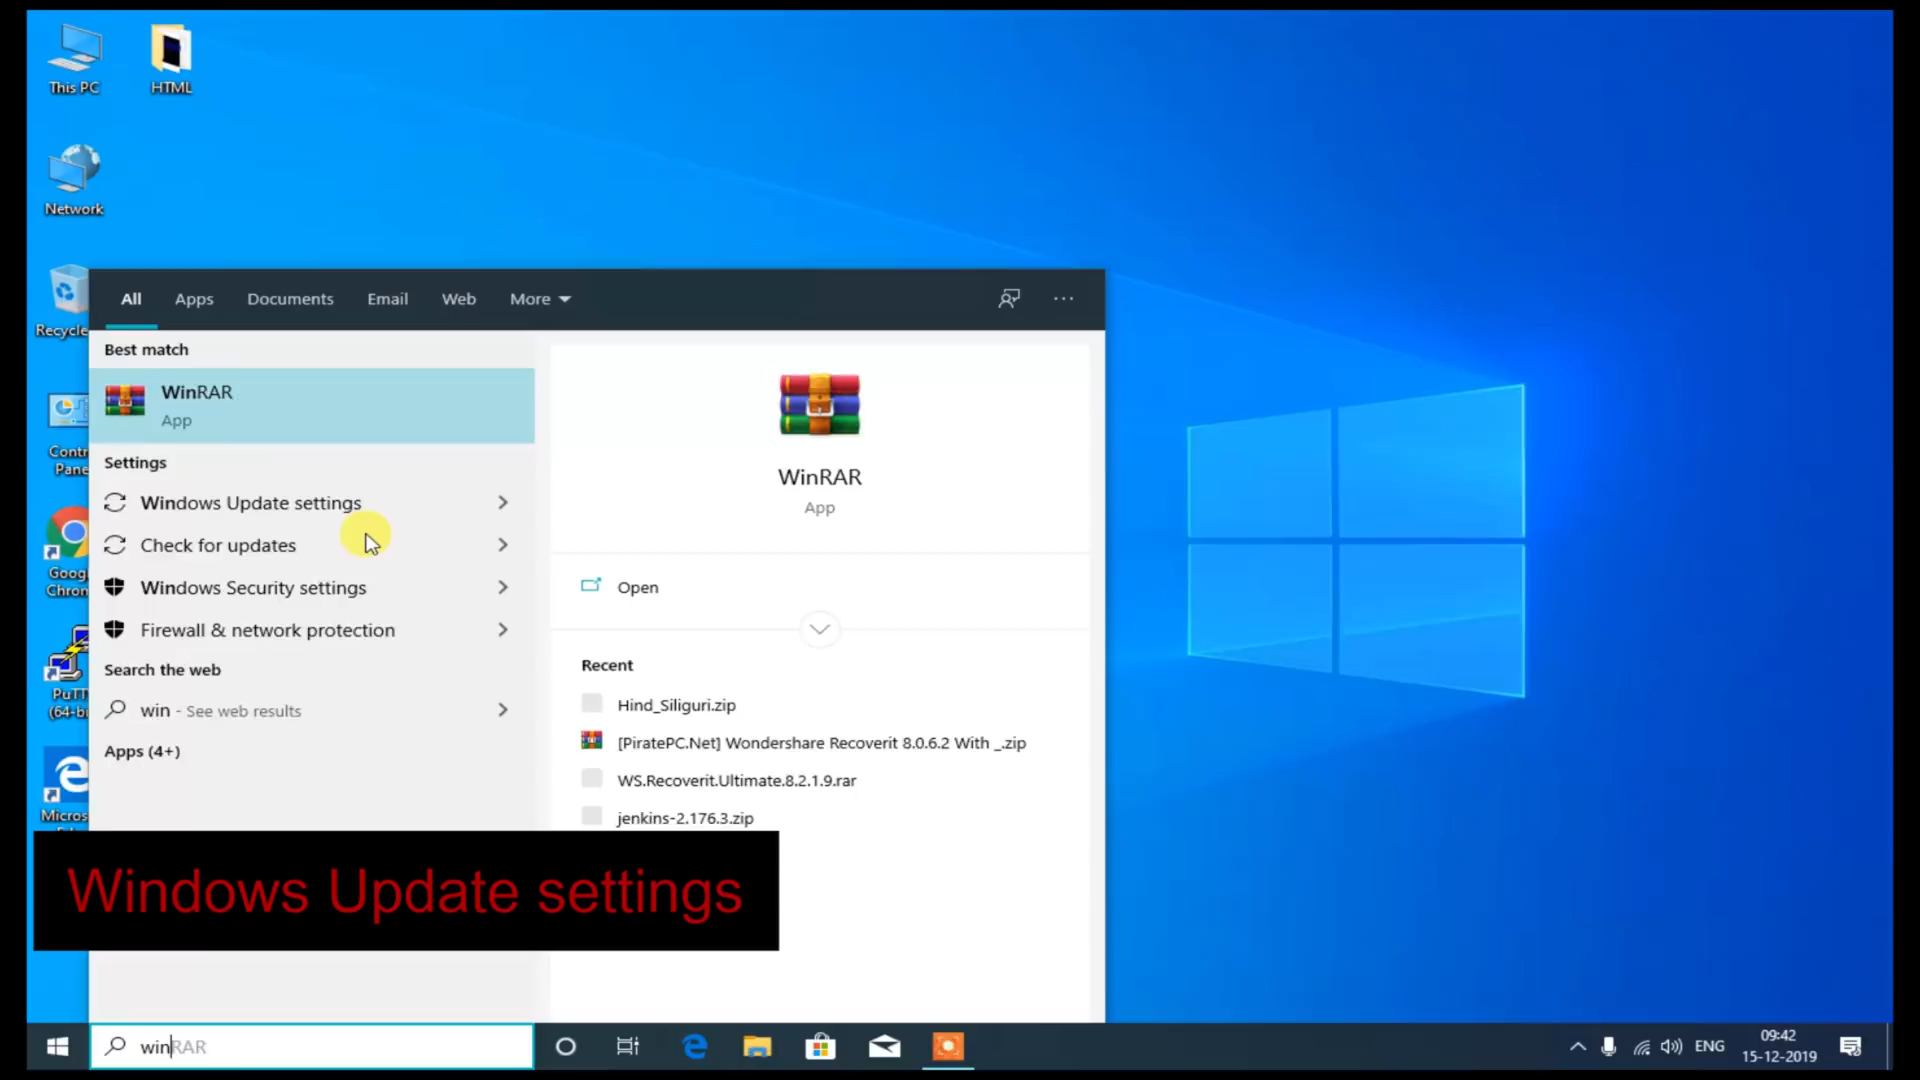 This PC
HTML
Network
Recycle
Contr
Pane
Goog
Chron
PuTT
(64-bi
Micros
All
Apps
Documents
Email
Web
More
Best match
WinRAR
App
Settings
Windows Update settings
Check for updates
Windows Security settings
Firewall & network protection
Search the web
win - See web results
Apps (4+)
WinRAR
App
Open
Recent
Hind_Siliguri.zip
[PiratePC.Net] Wondershare Recoverit 8.0.6.2 With _.zip
WS.Recoverit.Ultimate.8.2.1.9.rar
jenkins-2.176.3.zip
Windows Update settings
winRAR
ENG
09:42
15-12-2019